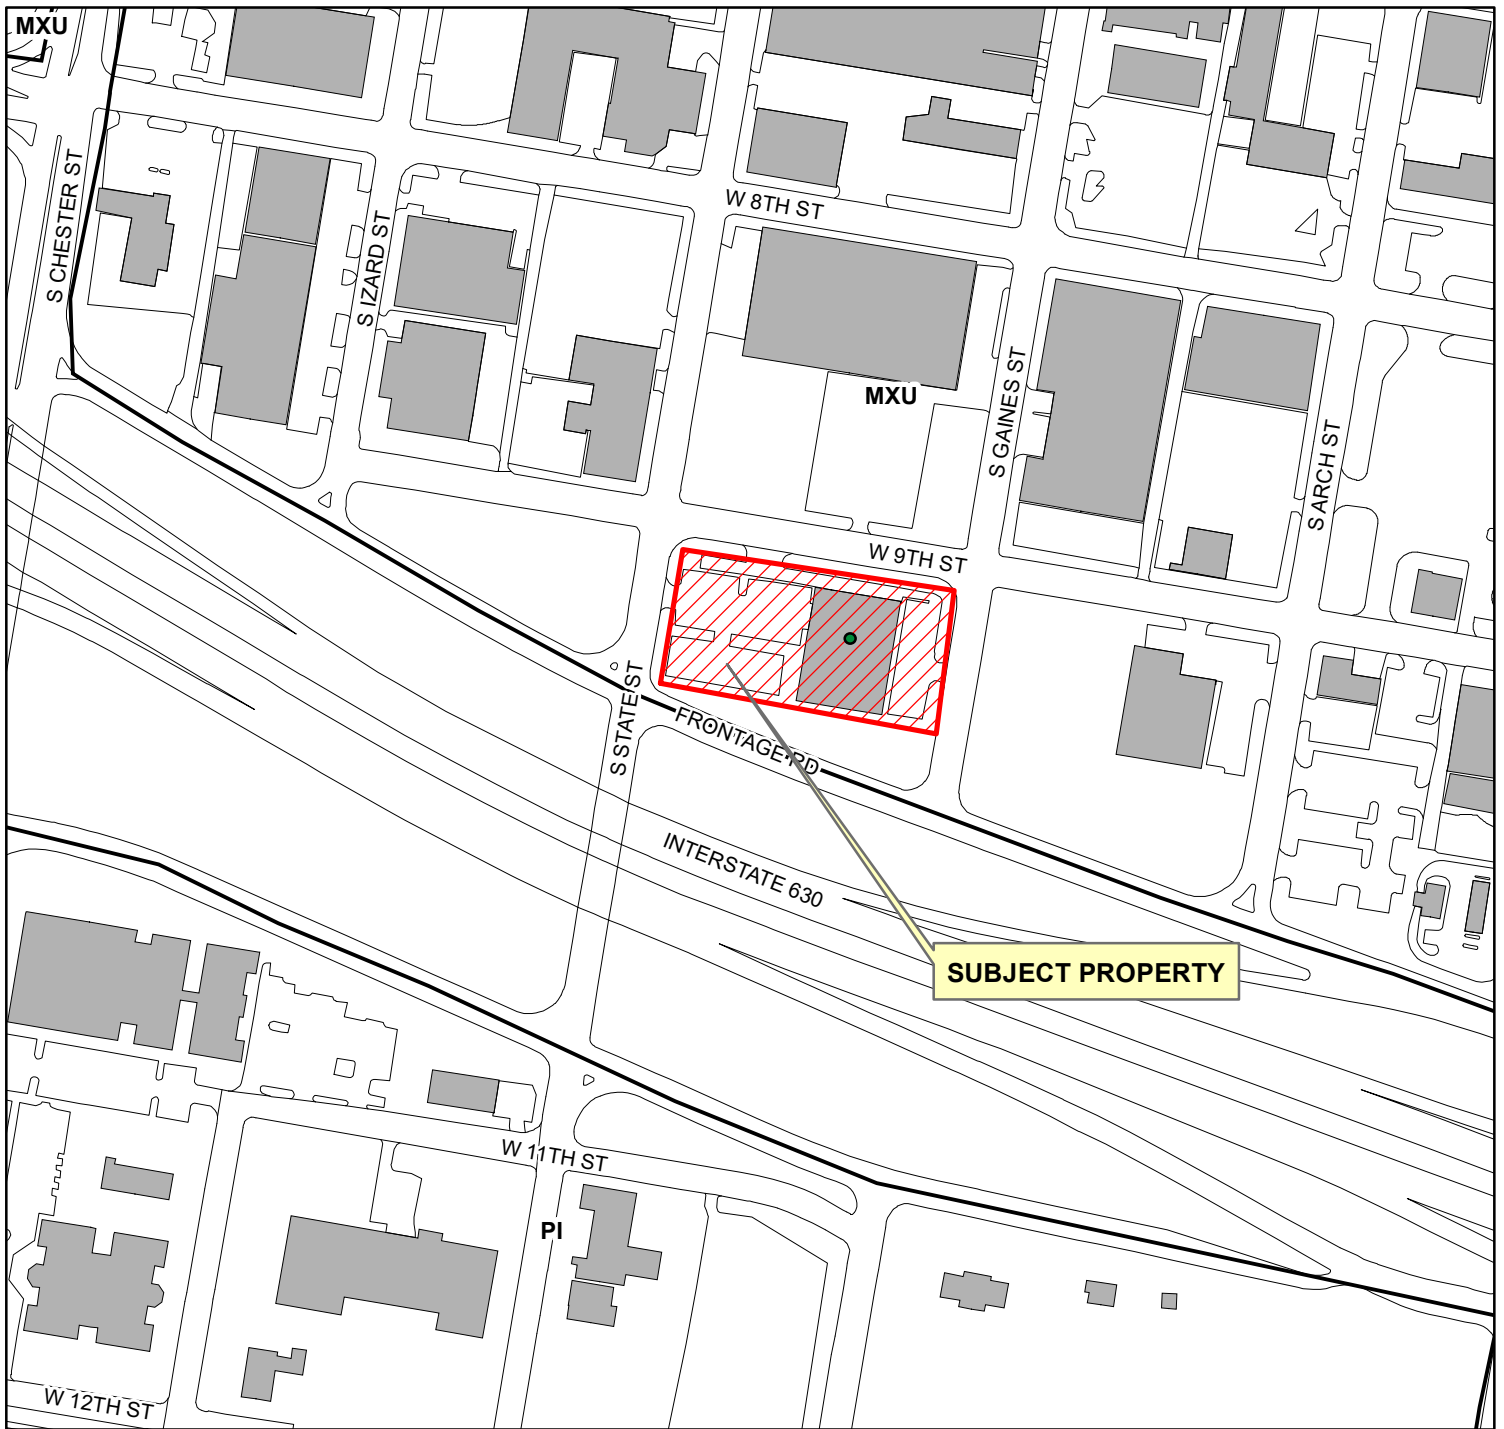 MXU
S CHESTER ST
W 8TH ST
S IZARD ST
MXU
S GAINES ST
S ARCH ST
W 9TH ST
S STATE ST
FRONTAGE RD
INTERSTATE 630
SUBJECT PROPERTY
W 11TH ST
PI
W 12TH ST